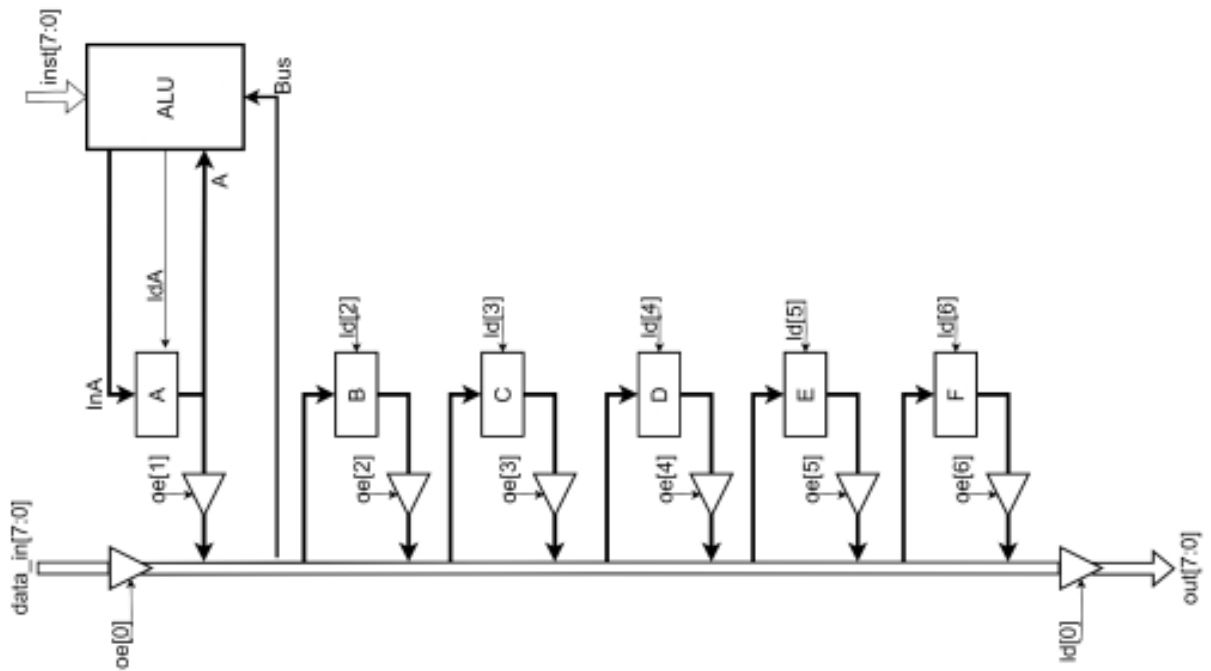 inst[7:0]
ALU
Bus
A
ldA
InA
A
oe[1]
data_in[7:0]
oe[0]
ld[2]
B
oe[2]
ld[3]
C
oe[3]
ld[4]
D
oe[4]
ld[5]
E
oe[5]
ld[6]
F
oe[6]
ld[0]
out[7:0]